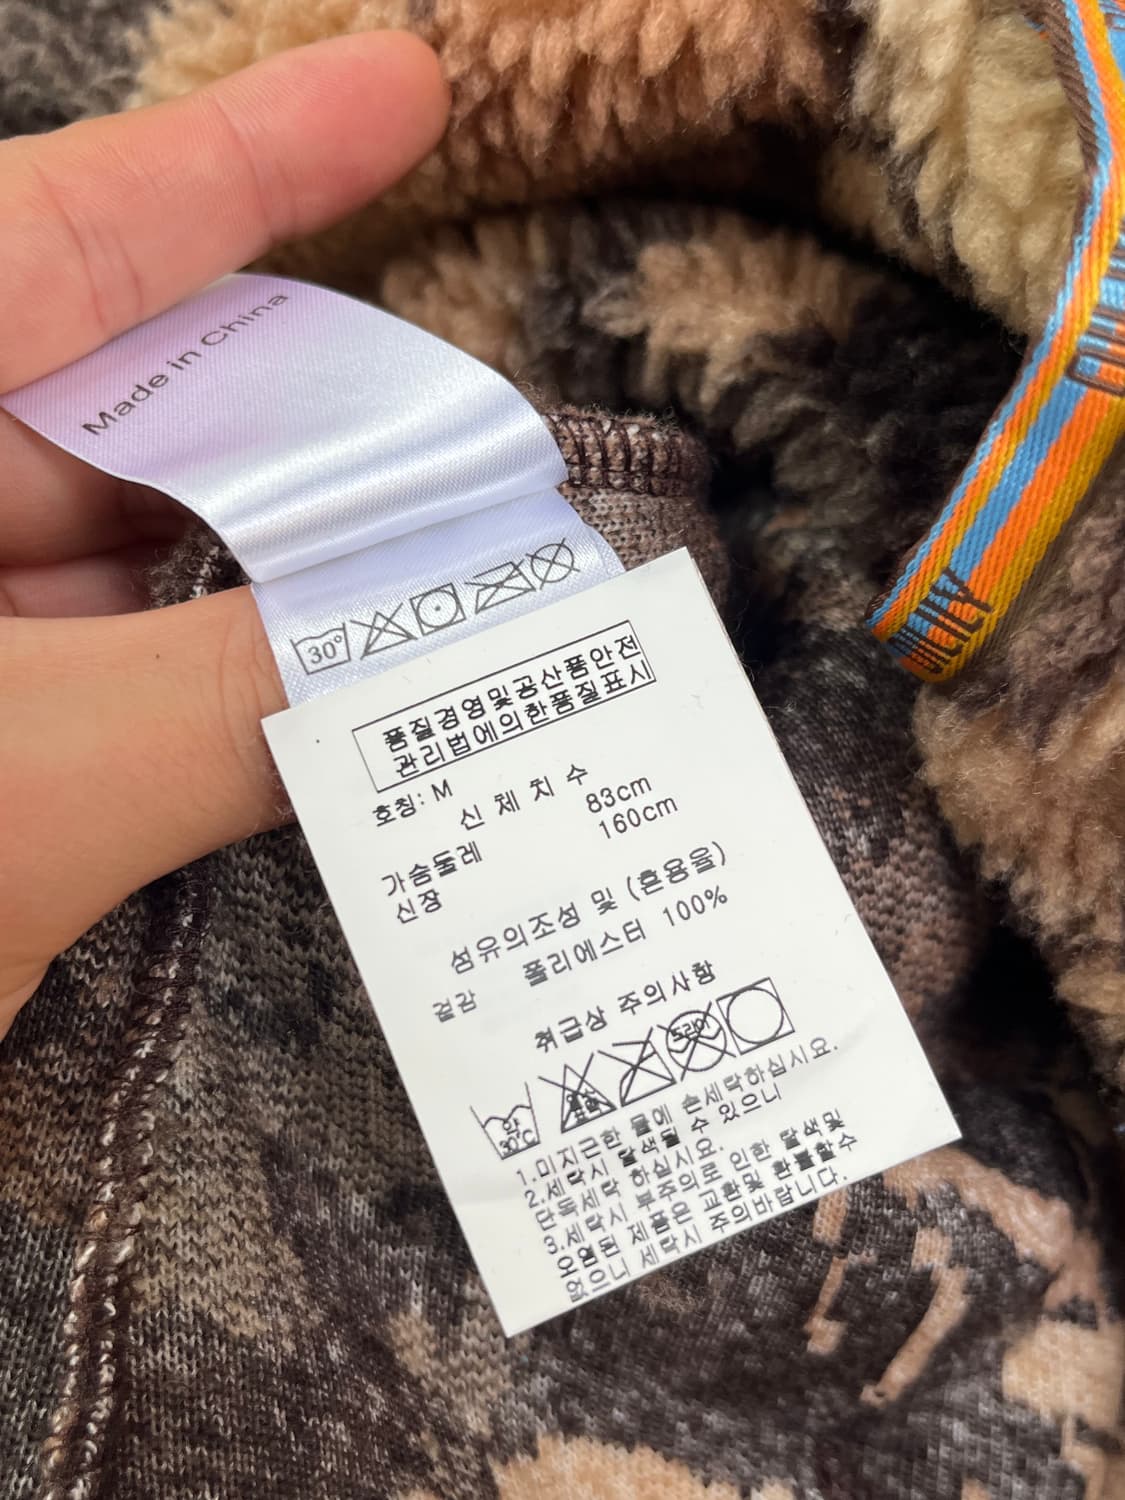 Made in China
30°
품질경영및공산품안전
관리법에의한품질표시
호칭: M
신 체 치 수
가슴둘레 83cm
신장 160cm
섬유의조성 및 (혼용율)
겉감 폴리에스터 100%
취급상 주의사항
약 30℃
드라이
1.미지근한 물에 손세탁하십시요.
2.세탁시 탈색될 수 있으니
단독세탁 하십시요.
3.세탁시 부주의로 인한 탈색및
오염된 제품은 교환및 환불할수
없으니 세탁시 주의바랍니다.